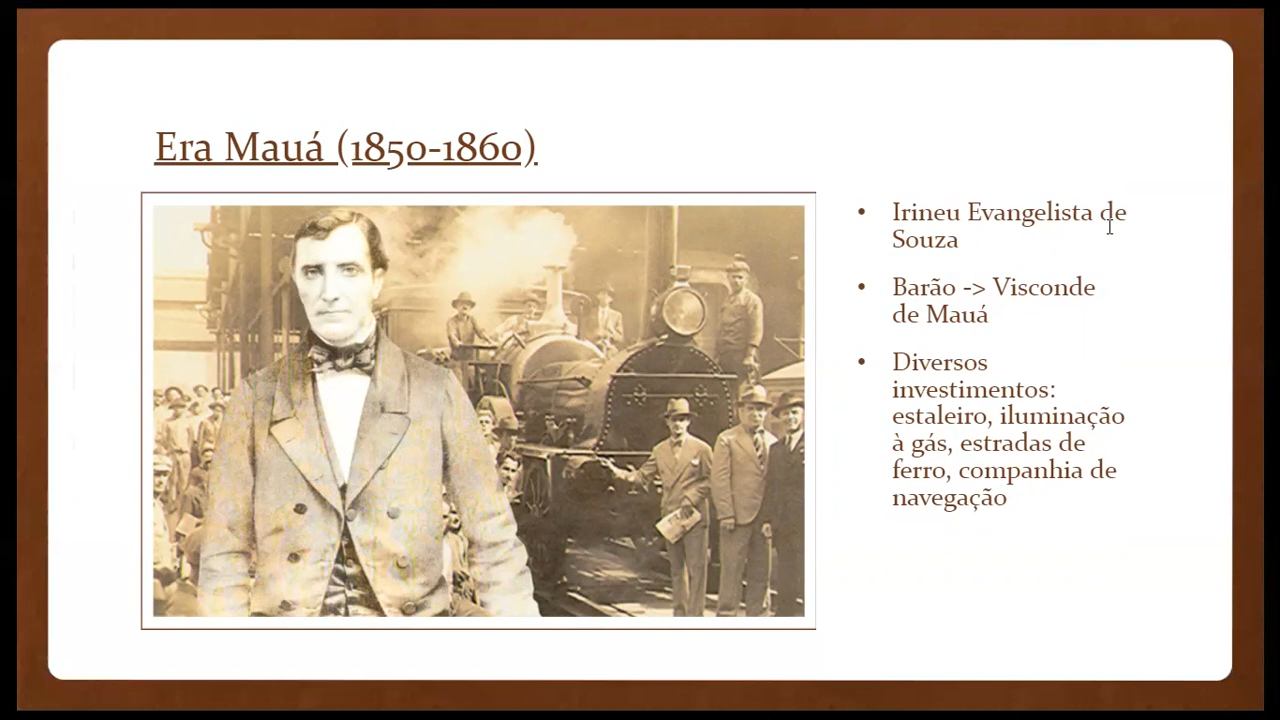 Era Mauá (1850-1860)
• Irineu Evangelista de
Souza
• Barão -> Visconde
de Mauá
• Diversos
investimentos:
estaleiro, iluminação
à gás, estradas de
ferro, companhia de
navegação